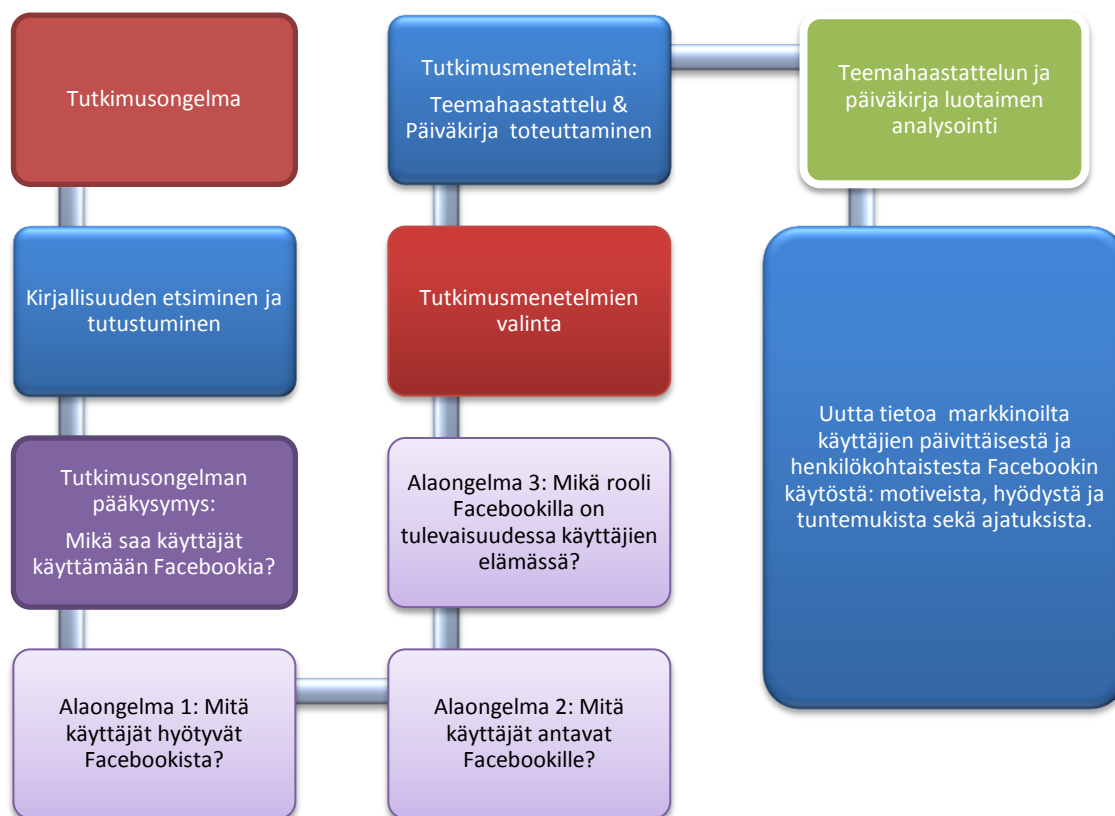 Tutkimusongelma
Kirjallisuuden etsiminen ja
tutustuminen
Tutkimusongelman
pääkysymys:
Mikä saa käyttäjät
käyttämään Facebookia?
Alaongelma 1: Mitä
käyttäjät hyötyvät
Facebookista?
Alaongelma 2: Mitä
käyttäjät antavat
Facebookille?
Alaongelma 3: Mikä rooli
Facebookilla on
tulevaisuudessa käyttäjien
elämässä?
Tutkimusmenetelmien
valinta
Tutkimusmenetelmät:
Teemahaastattelu &
Päiväkirja toteuttaminen
Teemahaastattelun ja
päiväkirja luotaimen
analysointi
Uutta tietoa markkinoilta
käyttäjien päivittäisestä ja
henkilökohtaistesta Facebookin
käytöstä: motiveista, hyödystä ja
tuntemukista sekä ajatuksista.